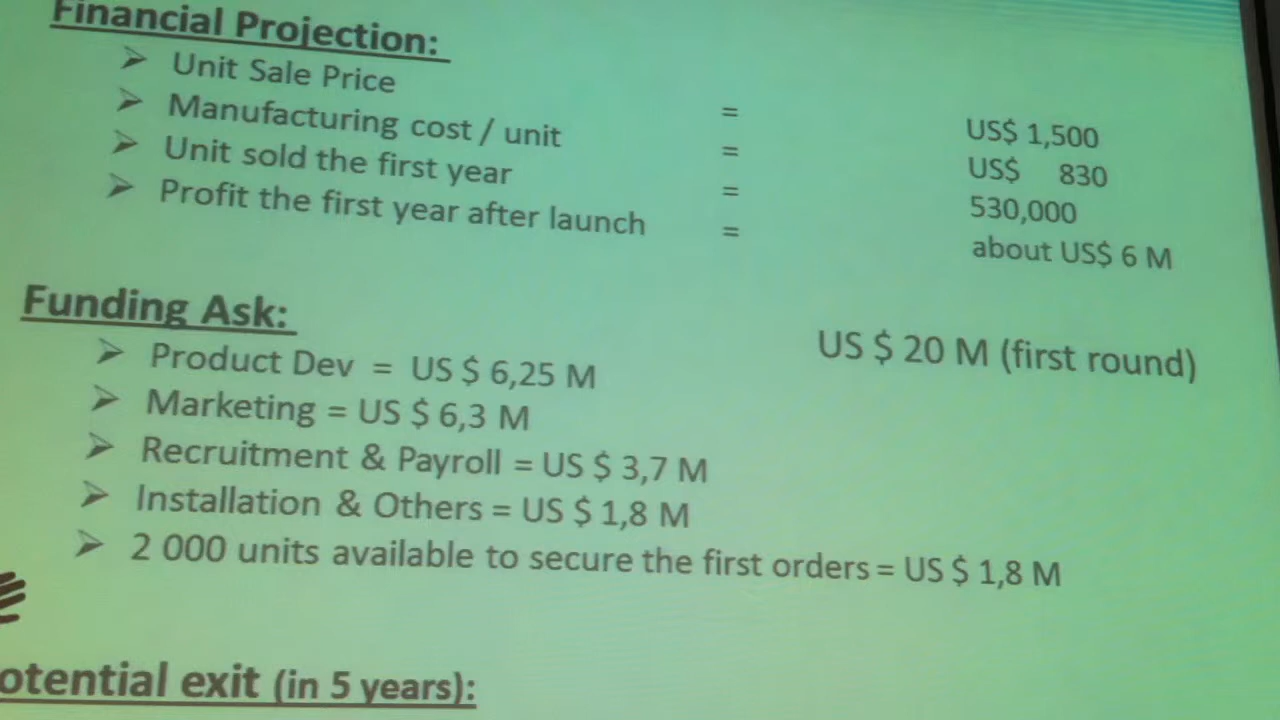 Financial Projection:
➢ Unit Sale Price = US$ 1,500
➢ Manufacturing cost / unit = US$ 830
➢ Unit sold the first year = 530,000
➢ Profit the first year after launch = about US$ 6 M
Funding Ask: US $ 20 M (first round)
➢ Product Dev = US $ 6,25 M
➢ Marketing = US $ 6,3 M
➢ Recruitment & Payroll = US $ 3,7 M
➢ Installation & Others = US $ 1,8 M
➢ 2 000 units available to secure the first orders = US $ 1,8 M
otential exit (in 5 years):